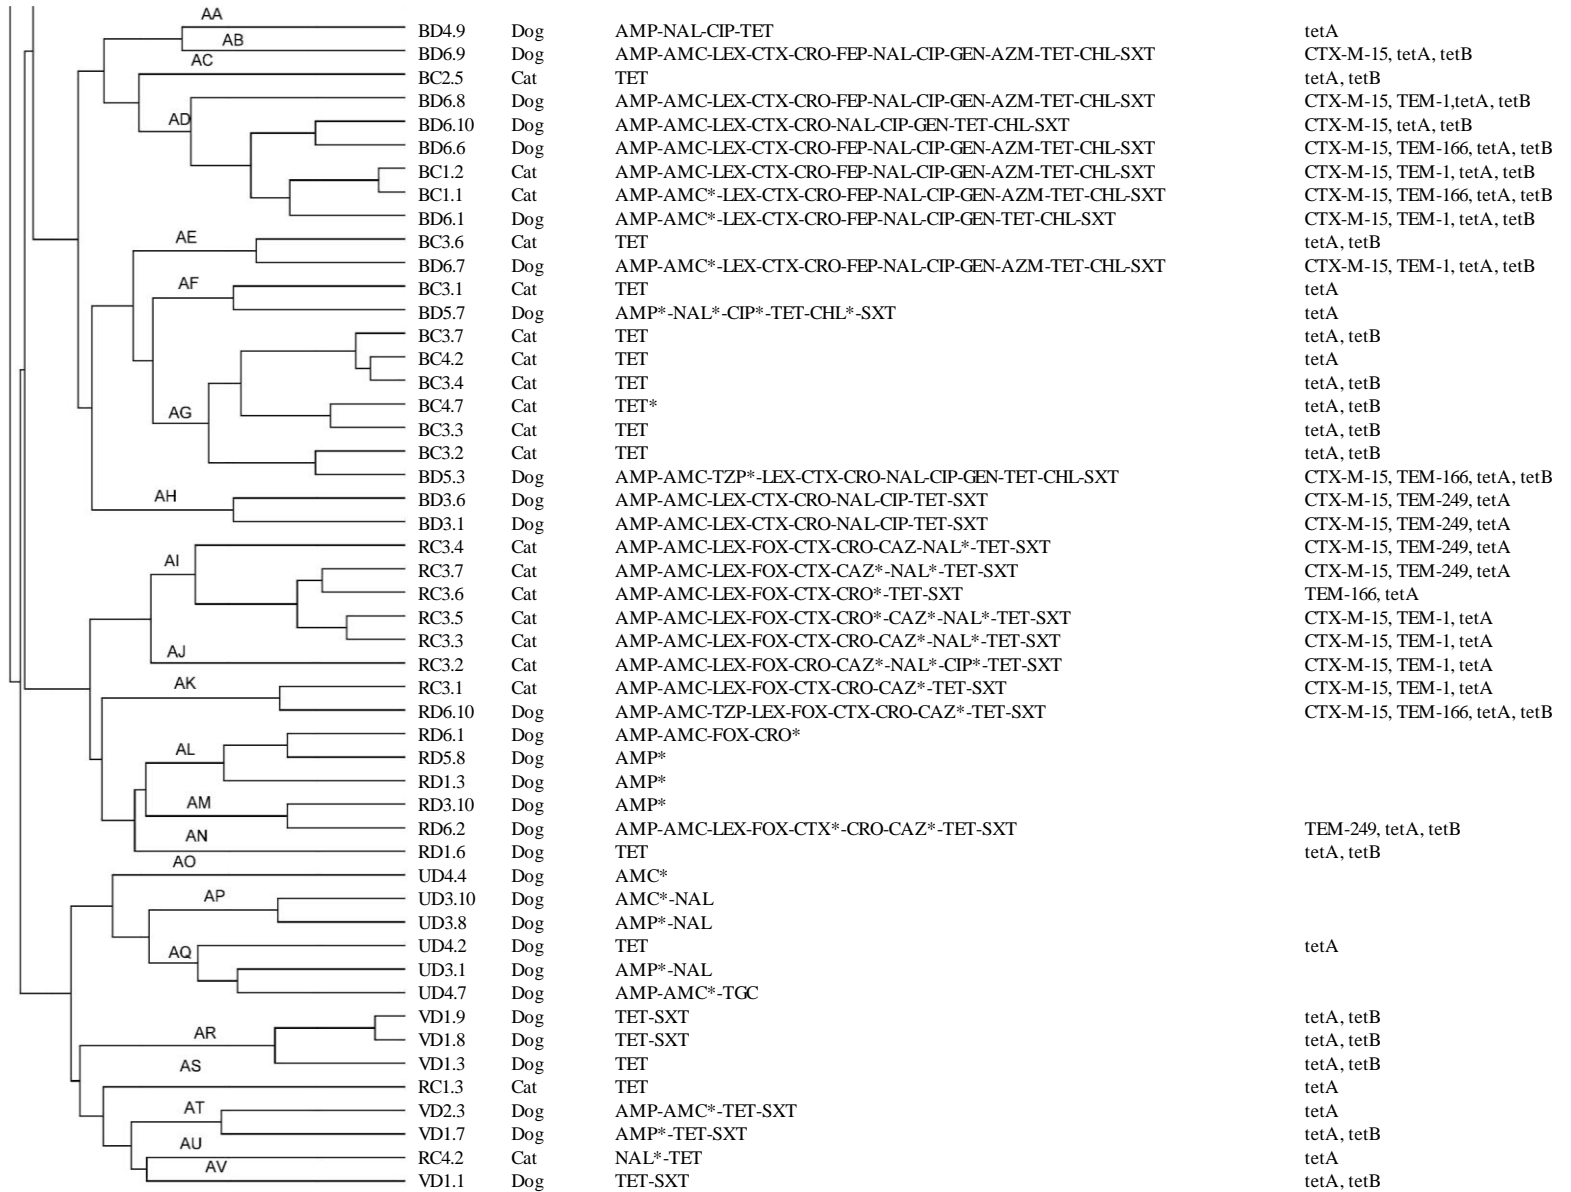 AA
BD4.9 Dog AMP-NAL-CIP-TET tetA
AB
BD6.9 Dog AMP-AMC-LEX-CTX-CRO-FEP-NAL-CIP-GEN-AZM-TET-CHL-SXT CTX-M-15, tetA, tetB
AC
BC2.5 Cat TET tetA, tetB
BD6.8 Dog AMP-AMC-LEX-CTX-CRO-FEP-NAL-CIP-GEN-AZM-TET-CHL-SXT CTX-M-15, TEM-1,tetA, tetB
AD
BD6.10 Dog AMP-AMC-LEX-CTX-CRO-NAL-CIP-GEN-TET-CHL-SXT CTX-M-15, tetA, tetB
BD6.6 Dog AMP-AMC-LEX-CTX-CRO-FEP-NAL-CIP-GEN-AZM-TET-CHL-SXT CTX-M-15, TEM-166, tetA, tetB
BC1.2 Cat AMP-AMC-LEX-CTX-CRO-FEP-NAL-CIP-GEN-AZM-TET-CHL-SXT CTX-M-15, TEM-1, tetA, tetB
BC1.1 Cat AMP-AMC*-LEX-CTX-CRO-FEP-NAL-CIP-GEN-AZM-TET-CHL-SXT CTX-M-15, TEM-166, tetA, tetB
BD6.1 Dog AMP-AMC*-LEX-CTX-CRO-FEP-NAL-CIP-GEN-TET-CHL-SXT CTX-M-15, TEM-1, tetA, tetB
AE
BC3.6 Cat TET tetA, tetB
BD6.7 Dog AMP-AMC*-LEX-CTX-CRO-FEP-NAL-CIP-GEN-AZM-TET-CHL-SXT CTX-M-15, TEM-1, tetA, tetB
AF
BC3.1 Cat TET tetA
BD5.7 Dog AMP*-NAL*-CIP*-TET-CHL*-SXT tetA
BC3.7 Cat TET tetA, tetB
BC4.2 Cat TET tetA
BC3.4 Cat TET tetA, tetB
AG
BC4.7 Cat TET* tetA, tetB
BC3.3 Cat TET tetA, tetB
BC3.2 Cat TET tetA, tetB
BD5.3 Dog AMP-AMC-TZP*-LEX-CTX-CRO-NAL-CIP-GEN-TET-CHL-SXT CTX-M-15, TEM-166, tetA, tetB
AH
BD3.6 Dog AMP-AMC-LEX-CTX-CRO-NAL-CIP-TET-SXT CTX-M-15, TEM-249, tetA
BD3.1 Dog AMP-AMC-LEX-CTX-CRO-NAL-CIP-TET-SXT CTX-M-15, TEM-249, tetA
RC3.4 Cat AMP-AMC-LEX-FOX-CTX-CRO-CAZ-NAL*-TET-SXT CTX-M-15, TEM-249, tetA
AI
RC3.7 Cat AMP-AMC-LEX-FOX-CTX-CAZ*-NAL*-TET-SXT CTX-M-15, TEM-249, tetA
RC3.6 Cat AMP-AMC-LEX-FOX-CTX-CRO*-TET-SXT TEM-166, tetA
RC3.5 Cat AMP-AMC-LEX-FOX-CTX-CRO*-CAZ*-NAL*-TET-SXT CTX-M-15, TEM-1, tetA
RC3.3 Cat AMP-AMC-LEX-FOX-CTX-CRO-CAZ*-NAL*-TET-SXT CTX-M-15, TEM-1, tetA
AJ
RC3.2 Cat AMP-AMC-LEX-FOX-CRO-CAZ*-NAL*-CIP*-TET-SXT CTX-M-15, TEM-1, tetA
AK
RC3.1 Cat AMP-AMC-LEX-FOX-CTX-CRO-CAZ*-TET-SXT CTX-M-15, TEM-1, tetA
RD6.10 Dog AMP-AMC-TZP-LEX-FOX-CTX-CRO-CAZ*-TET-SXT CTX-M-15, TEM-166, tetA, tetB
RD6.1 Dog AMP-AMC-FOX-CRO*
AL
RD5.8 Dog AMP*
RD1.3 Dog AMP*
AM
RD3.10 Dog AMP*
RD6.2 Dog AMP-AMC-LEX-FOX-CTX*-CRO-CAZ*-TET-SXT TEM-249, tetA, tetB
AN
RD1.6 Dog TET tetA, tetB
AO
UD4.4 Dog AMC*
AP
UD3.10 Dog AMC*-NAL
UD3.8 Dog AMP*-NAL
AQ
UD4.2 Dog TET tetA
UD3.1 Dog AMP*-NAL
UD4.7 Dog AMP-AMC*-TGC
VD1.9 Dog TET-SXT tetA, tetB
AR
VD1.8 Dog TET-SXT tetA, tetB
AS
VD1.3 Dog TET tetA, tetB
RC1.3 Cat TET tetA
AT
VD2.3 Dog AMP-AMC*-TET-SXT tetA
VD1.7 Dog AMP*-TET-SXT tetA, tetB
AU
RC4.2 Cat NAL*-TET tetA
AV
VD1.1 Dog TET-SXT tetA, tetB